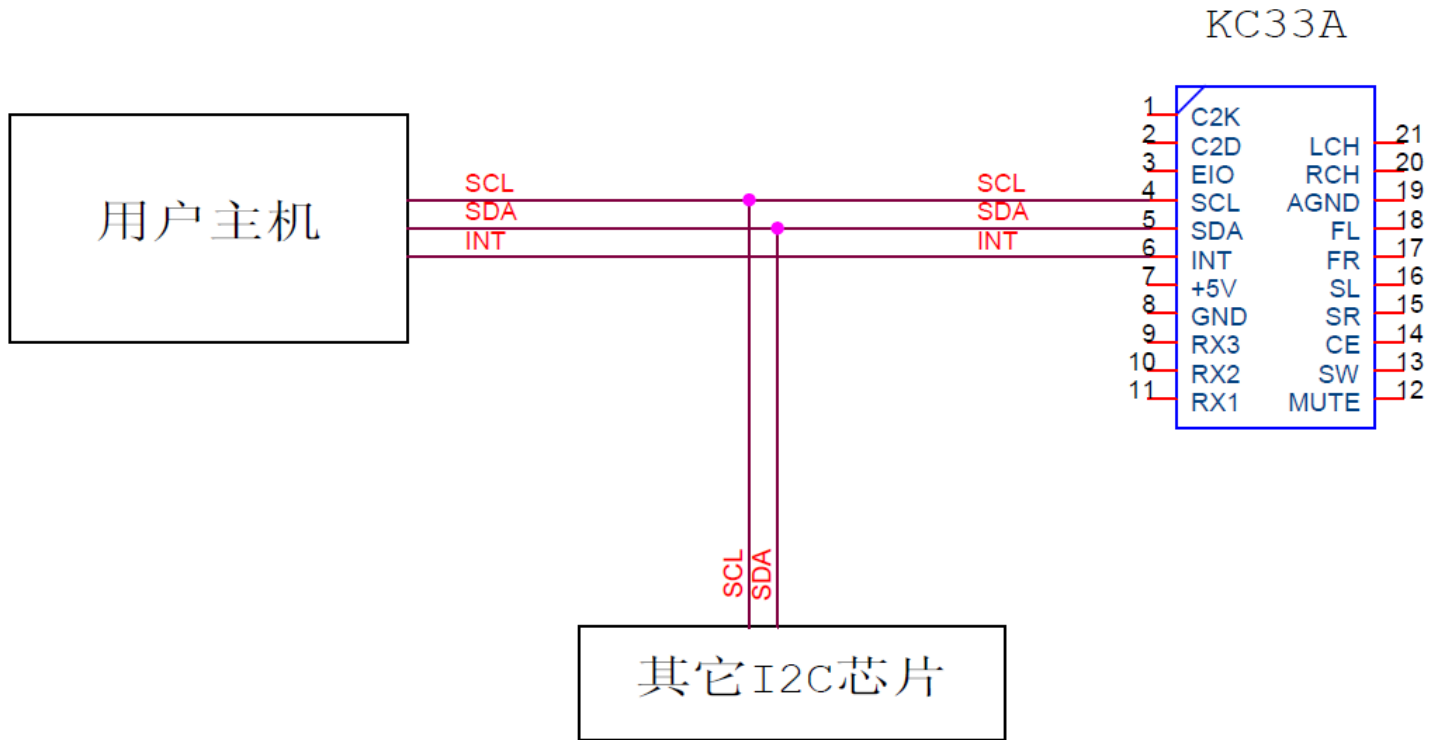 KC33A
用户主机
SCL
SDA
INT
SCL
SDA
INT
1 C2K
2 C2D
3 EIO
4 SCL
5 SDA
6 INT
7 +5V
8 GND
9 RX3
10 RX2
11 RX1
LCH 21
RCH 20
AGND 19
FL 18
FR 17
SL 16
SR 15
CE 14
SW 13
MUTE 12
SCL
SDA
其它I2C芯片